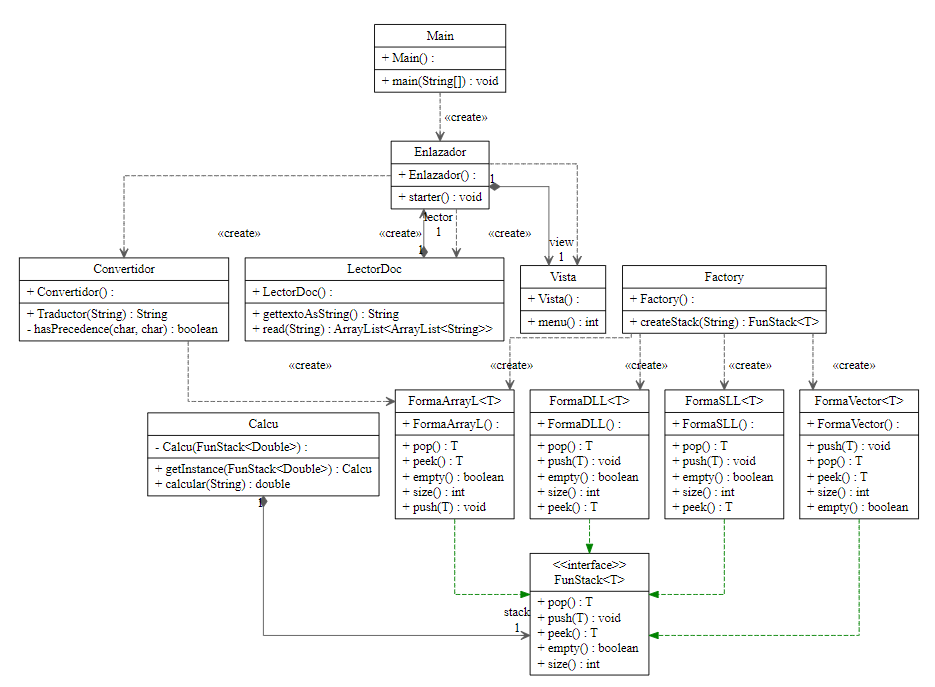 Main
+ Main() :
+ main(String[]) : void
«create»
Enlazador
+ Enlazador() :
+ starter() : void
1
lector
1
«create»
«create»
1
«create»
view
1
Convertidor
+ Convertidor() :
+ Traductor(String) : String
- hasPrecedence(char, char) : boolean
LectorDoc
+ LectorDoc() :
+ gettextoAsString() : String
+ read(String) : ArrayList<ArrayList<String>>
Vista
+ Vista() :
+ menu() : int
Factory
+ Factory() :
+ createStack(String) : FunStack<T>
«create»
«create»
«create»
«create»
«create»
FormaArrayL<T>
+ FormaArrayL() :
+ pop() : T
+ peek() : T
+ empty() : boolean
+ size() : int
+ push(T) : void
FormaDLL<T>
+ FormaDLL() :
+ pop() : T
+ push(T) : void
+ empty() : boolean
+ size() : int
+ peek() : T
FormaSLL<T>
+ FormaSLL() :
+ pop() : T
+ push(T) : void
+ empty() : boolean
+ size() : int
+ peek() : T
FormaVector<T>
+ FormaVector() :
+ push(T) : void
+ pop() : T
+ peek() : T
+ size() : int
+ empty() : boolean
Calcu
- Calcu(FunStack<Double>) :
+ getInstance(FunStack<Double>) : Calcu
+ calcular(String) : double
1
stack
1
<<interface>>
FunStack<T>
+ pop() : T
+ push(T) : void
+ peek() : T
+ empty() : boolean
+ size() : int